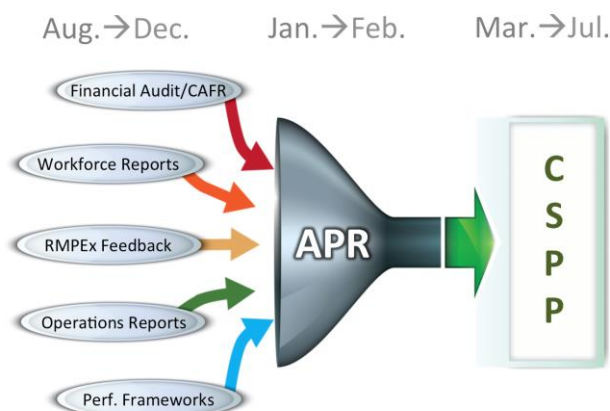 Aug.→Dec.
Jan.→Feb.
Mar.→Jul.
Financial Audit/CAFR
Workforce Reports
RMPEx Feedback
Operations Reports
Perf. Frameworks
APR
C
S
P
P